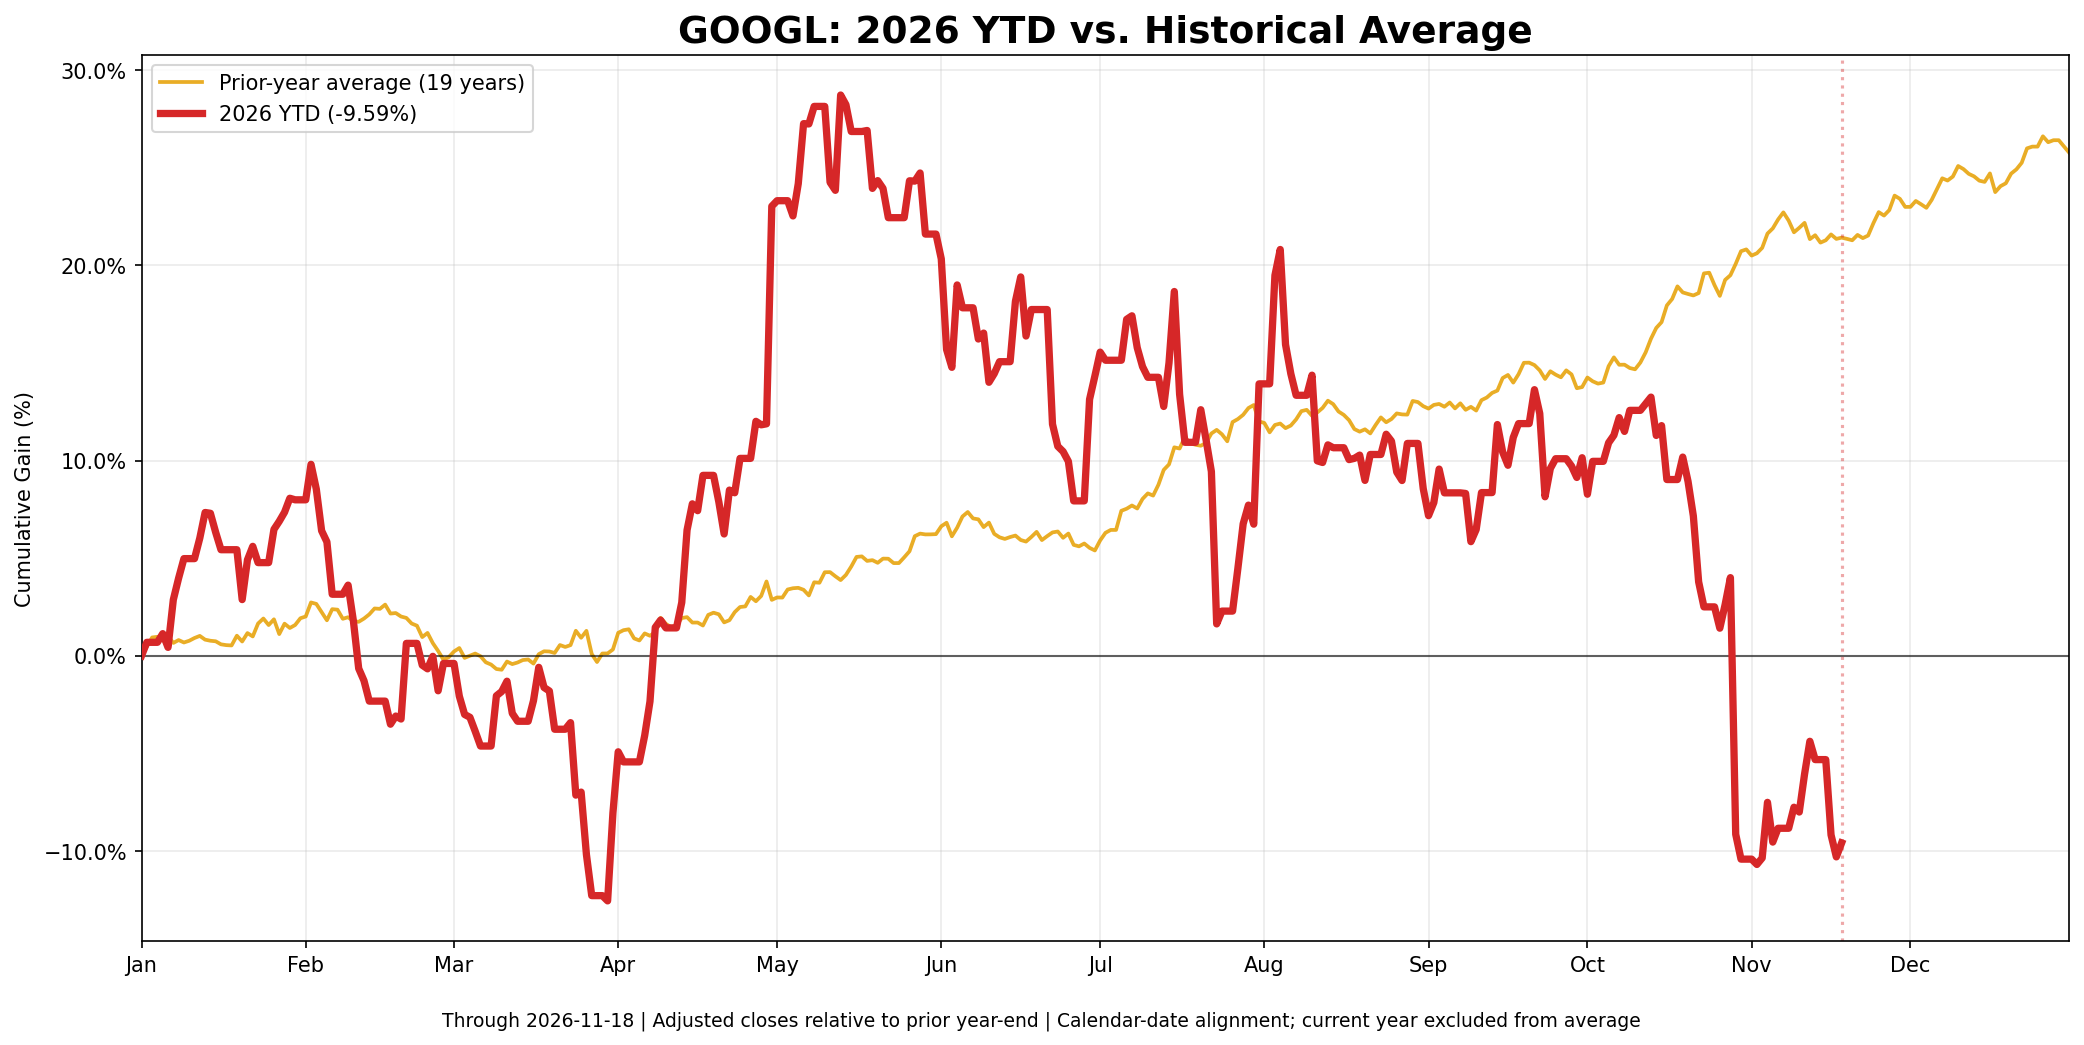 GOOGL: 2026 YTD vs. Historical Average
Prior-year average (19 years)
2026 YTD (-9.59%)
Cumulative Gain (%)
30.0%
20.0%
10.0%
0.0%
−10.0%
Jan Feb Mar Apr May Jun Jul Aug Sep Oct Nov Dec
Through 2026-11-18 | Adjusted closes relative to prior year-end | Calendar-date alignment; current year excluded from average